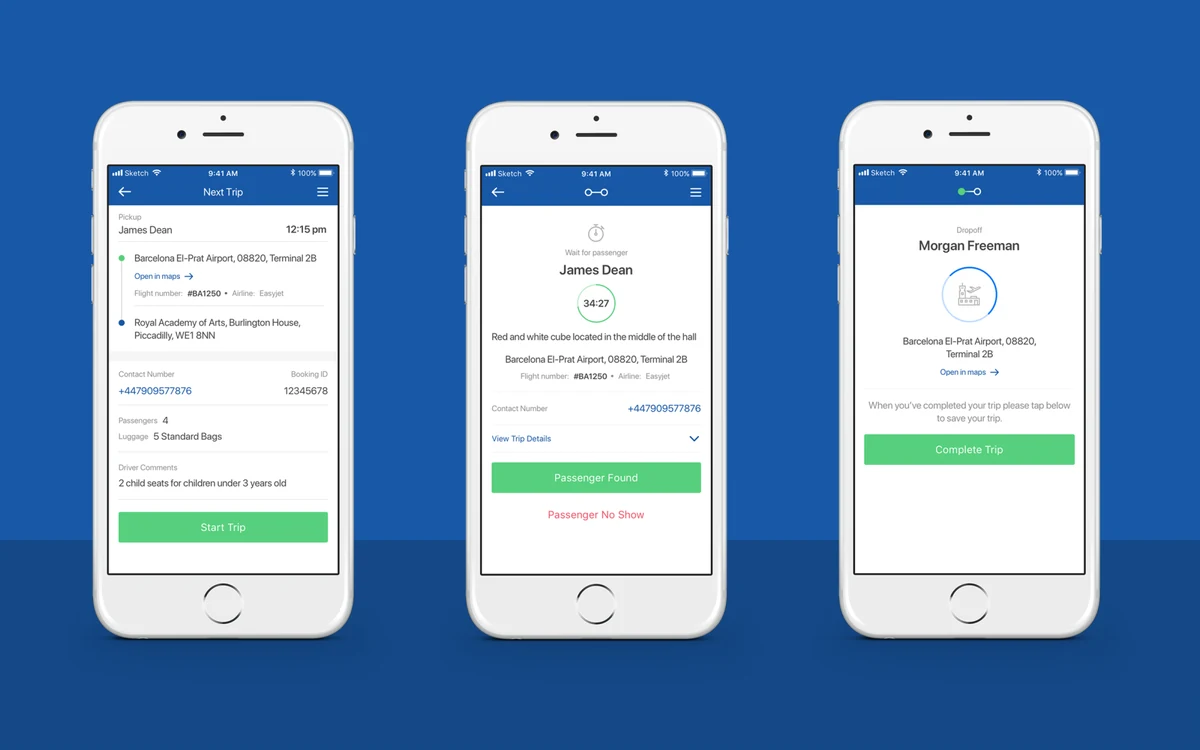 Sketch 9:41 AM 100%
Next Trip
Pickup
James Dean 12:15 pm
Barcelona El-Prat Airport, 08820, Terminal 2B
Open in maps →
Flight number: #BA1250 • Airline: Easyjet
Royal Academy of Arts, Burlington House,
Piccadilly, WE1 8NN
Contact Number Booking ID
+447909577876 12345678
Passengers 4
Luggage 5 Standard Bags
Driver Comments
2 child seats for children under 3 years old
Start Trip
Sketch 9:41 AM 100%
Wait for passenger
James Dean
34:27
Red and white cube located in the middle of the hall
Barcelona El-Prat Airport, 08820, Terminal 2B
Flight number: #BA1250 • Airline: Easyjet
Contact Number +447909577876
View Trip Details
Passenger Found
Passenger No Show
Sketch 9:41 AM 100%
Dropoff
Morgan Freeman
Barcelona El-Prat Airport, 08820,
Terminal 2B
Open in maps →
When you've completed your trip please tap below
to save your trip.
Complete Trip